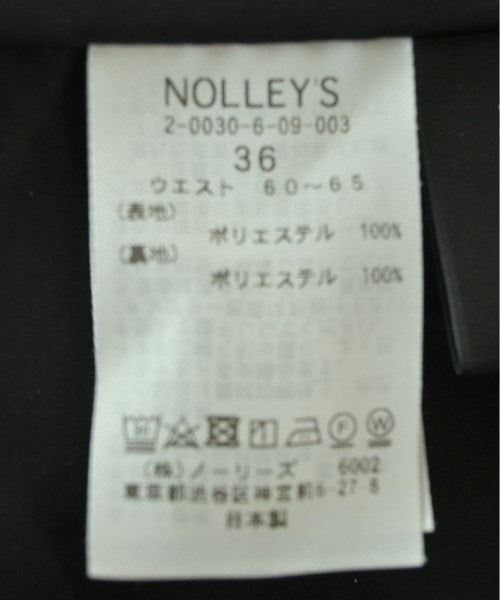 NOLLEY'S
2-0030-6-09-003
36
ウエスト 60～65
(表地)
ポリエステル 100%
(裏地)
ポリエステル 100%
F W
(株)ノーリーズ 6002
東京都渋谷区神宮前6-27-8
日本製